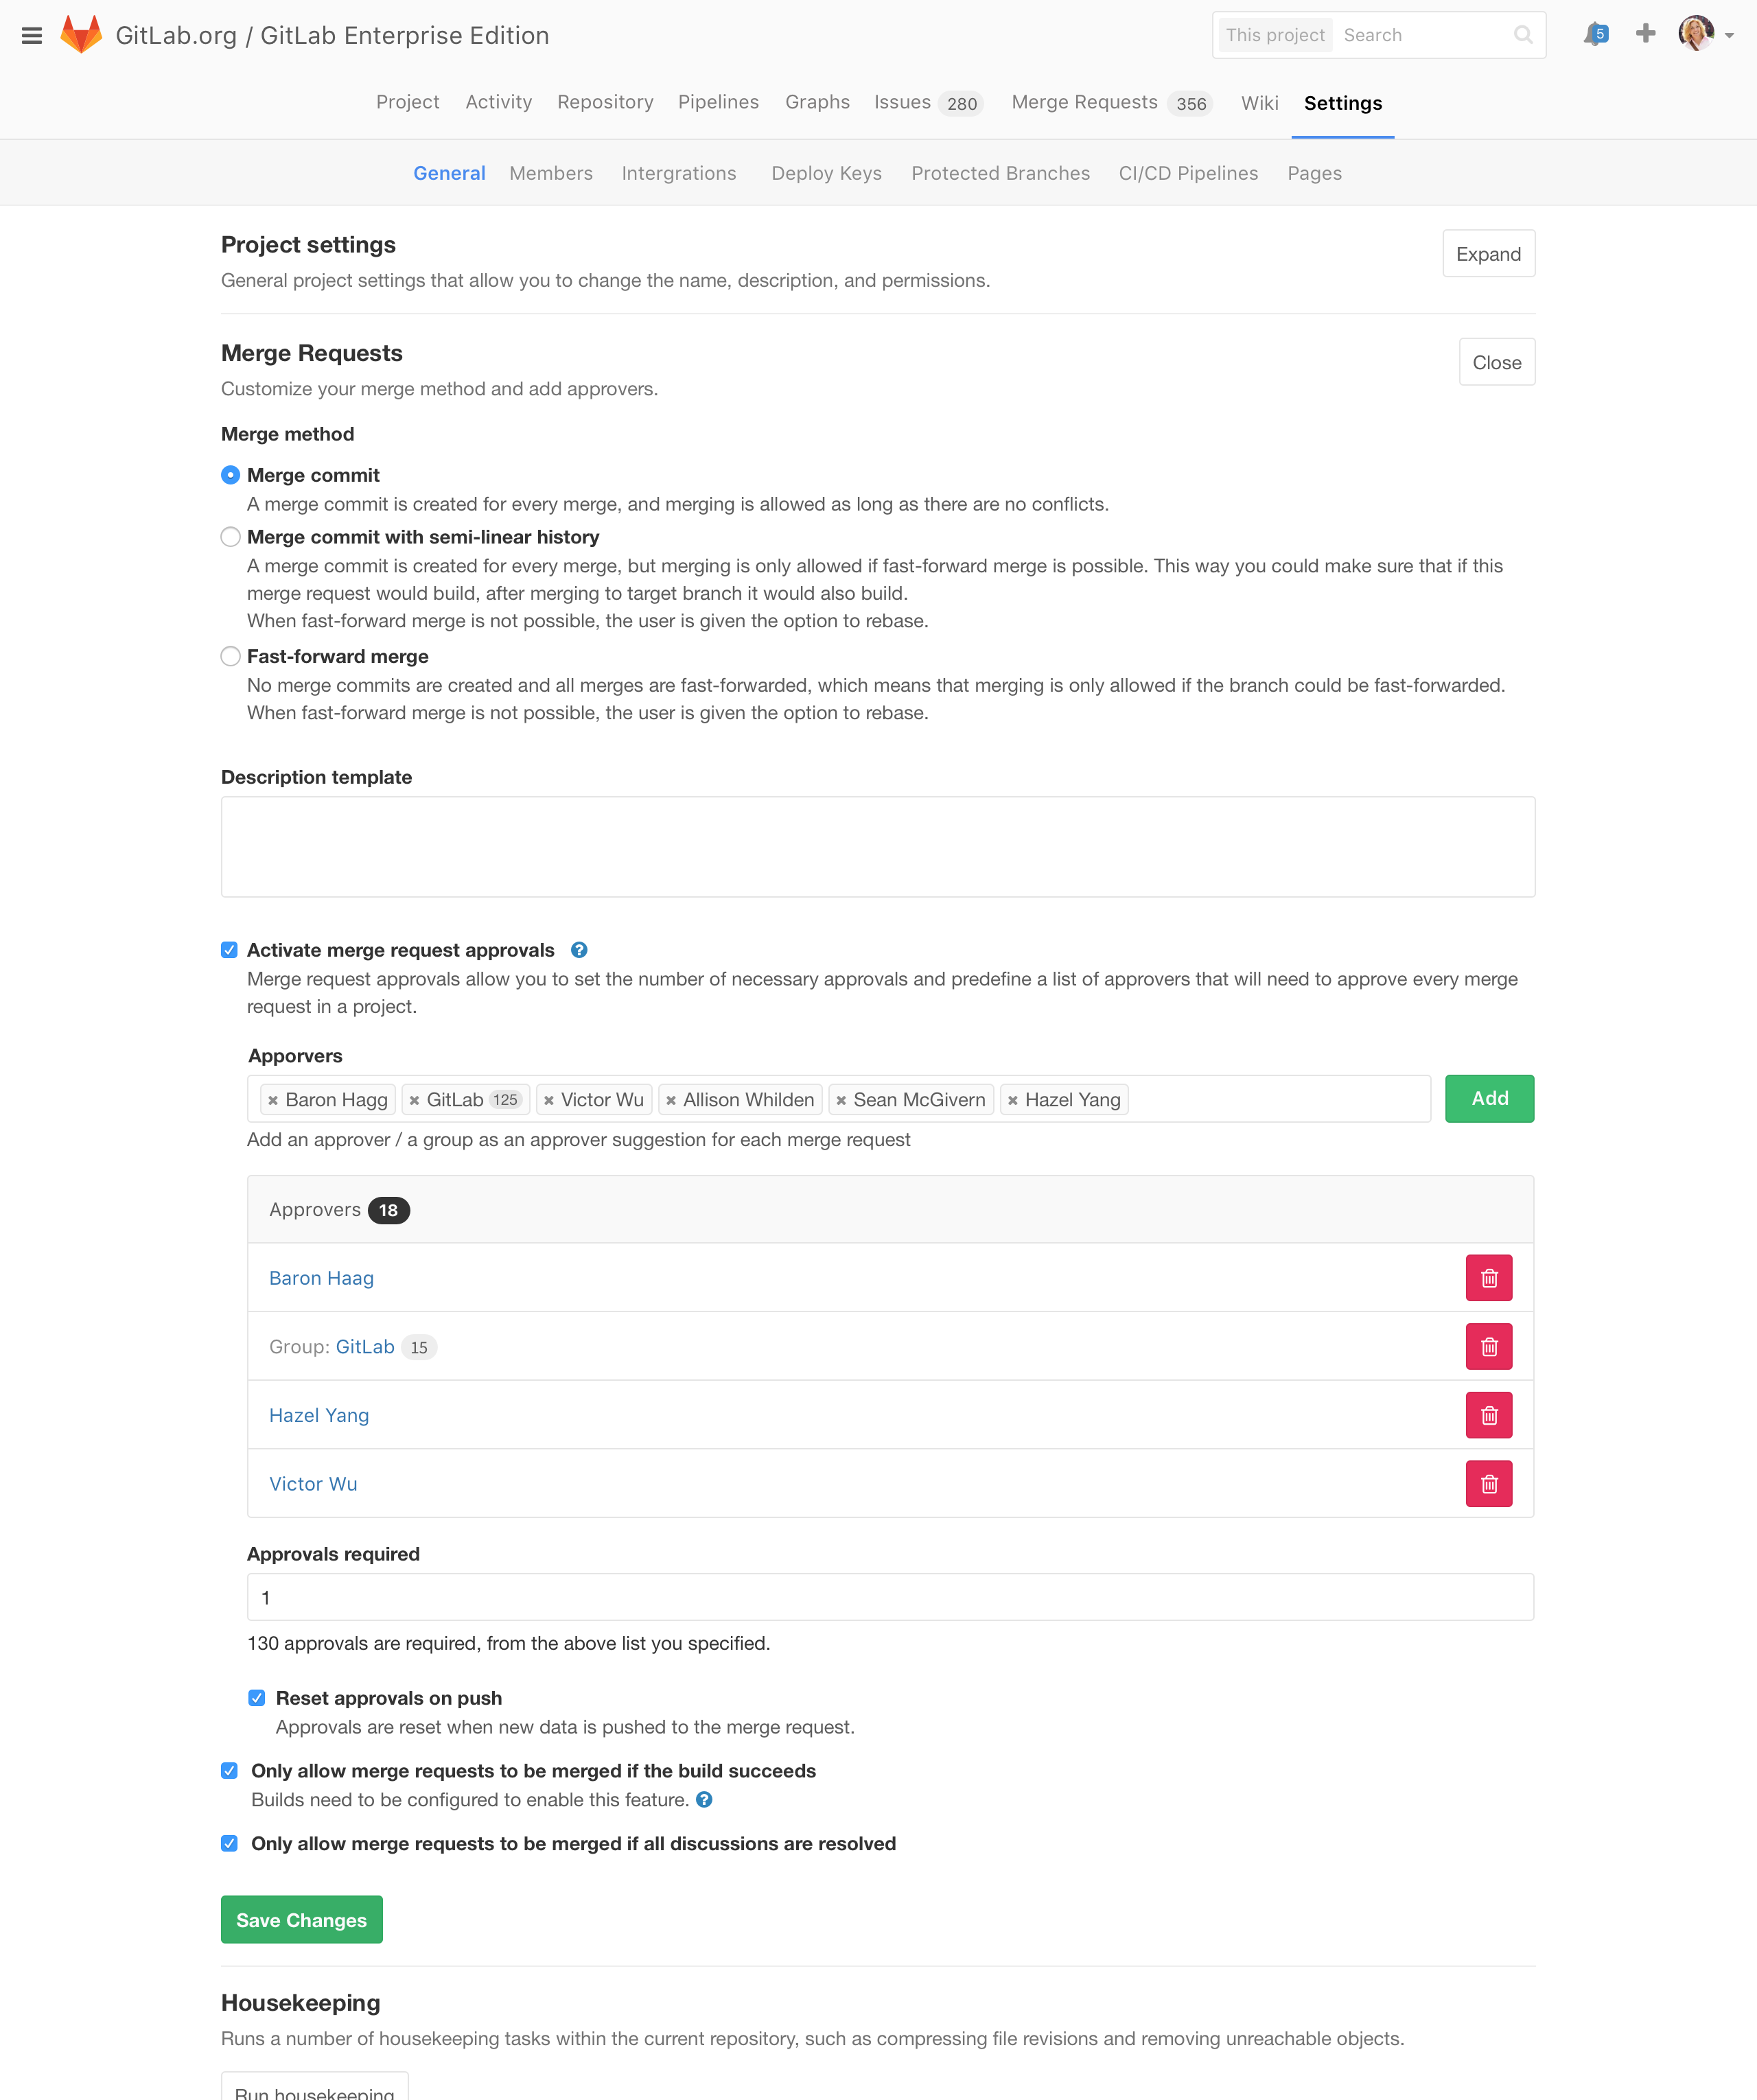 GitLab.org / GitLab Enterprise Edition
This project Search
5
Project Activity Repository Pipelines Graphs Issues 280 Merge Requests 356 Wiki Settings
General Members Intergrations Deploy Keys Protected Branches CI/CD Pipelines Pages
Project settings
Expand
General project settings that allow you to change the name, description, and permissions.
Merge Requests
Close
Customize your merge method and add approvers.
Merge method
Merge commit
A merge commit is created for every merge, and merging is allowed as long as there are no conflicts.
Merge commit with semi-linear history
A merge commit is created for every merge, but merging is only allowed if fast-forward merge is possible. This way you could make sure that if this
merge request would build, after merging to target branch it would also build.
When fast-forward merge is not possible, the user is given the option to rebase.
Fast-forward merge
No merge commits are created and all merges are fast-forwarded, which means that merging is only allowed if the branch could be fast-forwarded.
When fast-forward merge is not possible, the user is given the option to rebase.
Description template
Activate merge request approvals ?
Merge request approvals allow you to set the number of necessary approvals and predefine a list of approvers that will need to approve every merge
request in a project.
Apporvers
Baron Hagg GitLab 125 Victor Wu Allison Whilden Sean McGivern Hazel Yang
Add
Add an approver / a group as an approver suggestion for each merge request
Approvers 18
Baron Haag
Group: GitLab 15
Hazel Yang
Victor Wu
Approvals required
1
130 approvals are required, from the above list you specified.
Reset approvals on push
Approvals are reset when new data is pushed to the merge request.
Only allow merge requests to be merged if the build succeeds
Builds need to be configured to enable this feature. ?
Only allow merge requests to be merged if all discussions are resolved
Save Changes
Housekeeping
Runs a number of housekeeping tasks within the current repository, such as compressing file revisions and removing unreachable objects.
Run housekeeping